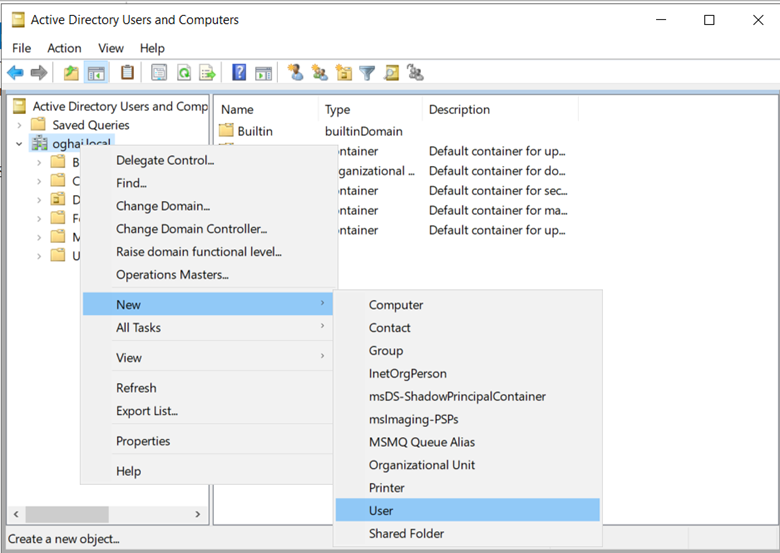 Active Directory Users and Computers
File Action View Help
Active Directory Users and Comp
Saved Queries
oghai.local
Name Type Description
Builtin builtinDomain
ontainer Default container for up...
rganizational ... Default container for do...
ontainer Default container for sec...
ontainer Default container for ma...
ontainer Default container for up...
B
C
D
F
M
U
Delegate Control...
Find...
Change Domain...
Change Domain Controller...
Raise domain functional level...
Operations Masters...
New
All Tasks
View
Refresh
Export List...
Properties
Help
Computer
Contact
Group
InetOrgPerson
msDS-ShadowPrincipalContainer
msImaging-PSPs
MSMQ Queue Alias
Organizational Unit
Printer
User
Shared Folder
Create a new object...